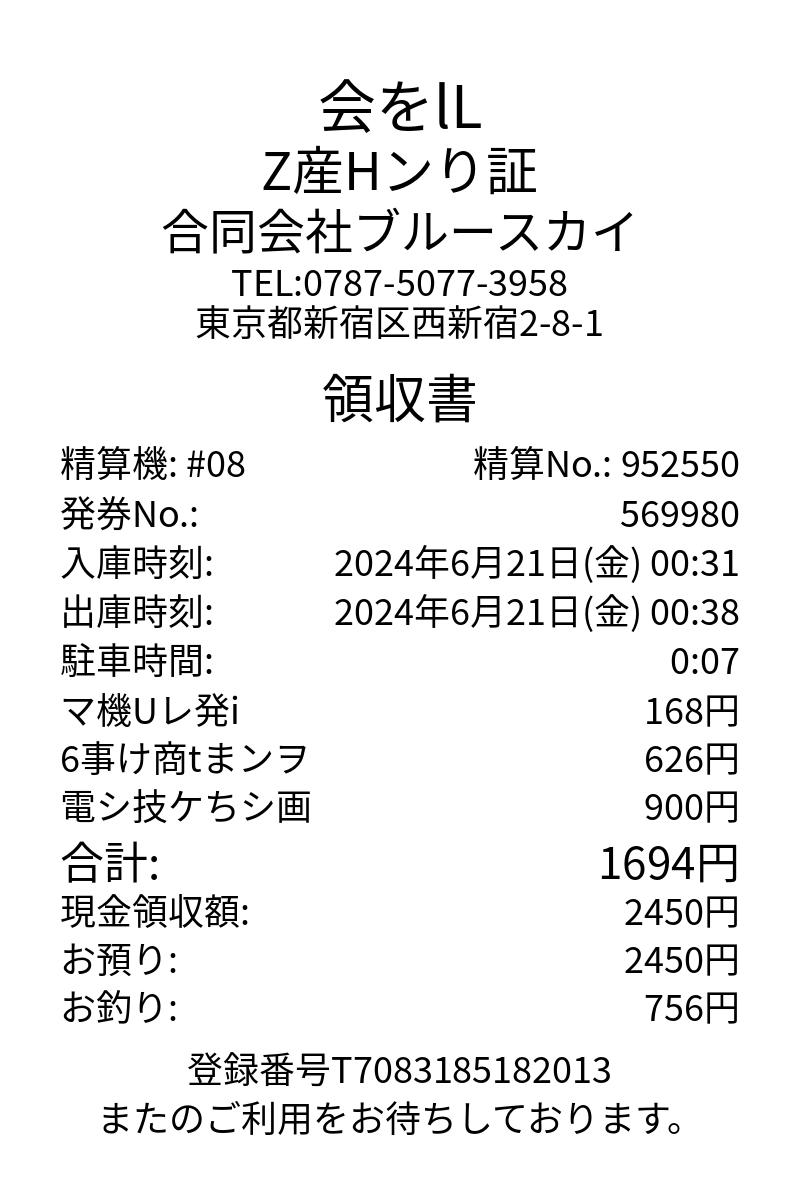 会をlL
Z産Hンり証
合同会社ブルースカイ
TEL:0787-5077-3958
東京都新宿区西新宿2-8-1
領収書
精算機: #08 精算No.: 952550
発券No.: 569980
入庫時刻: 2024年6月21日(金) 00:31
出庫時刻: 2024年6月21日(金) 00:38
駐車時間: 0:07
マ機Uレ発i 168円
6事け商tまンヲ 626円
電シ技ケちシ画 900円
合計: 1694円
現金領収額: 2450円
お預り: 2450円
お釣り: 756円
登録番号T7083185182013
またのご利用をお待ちしております。